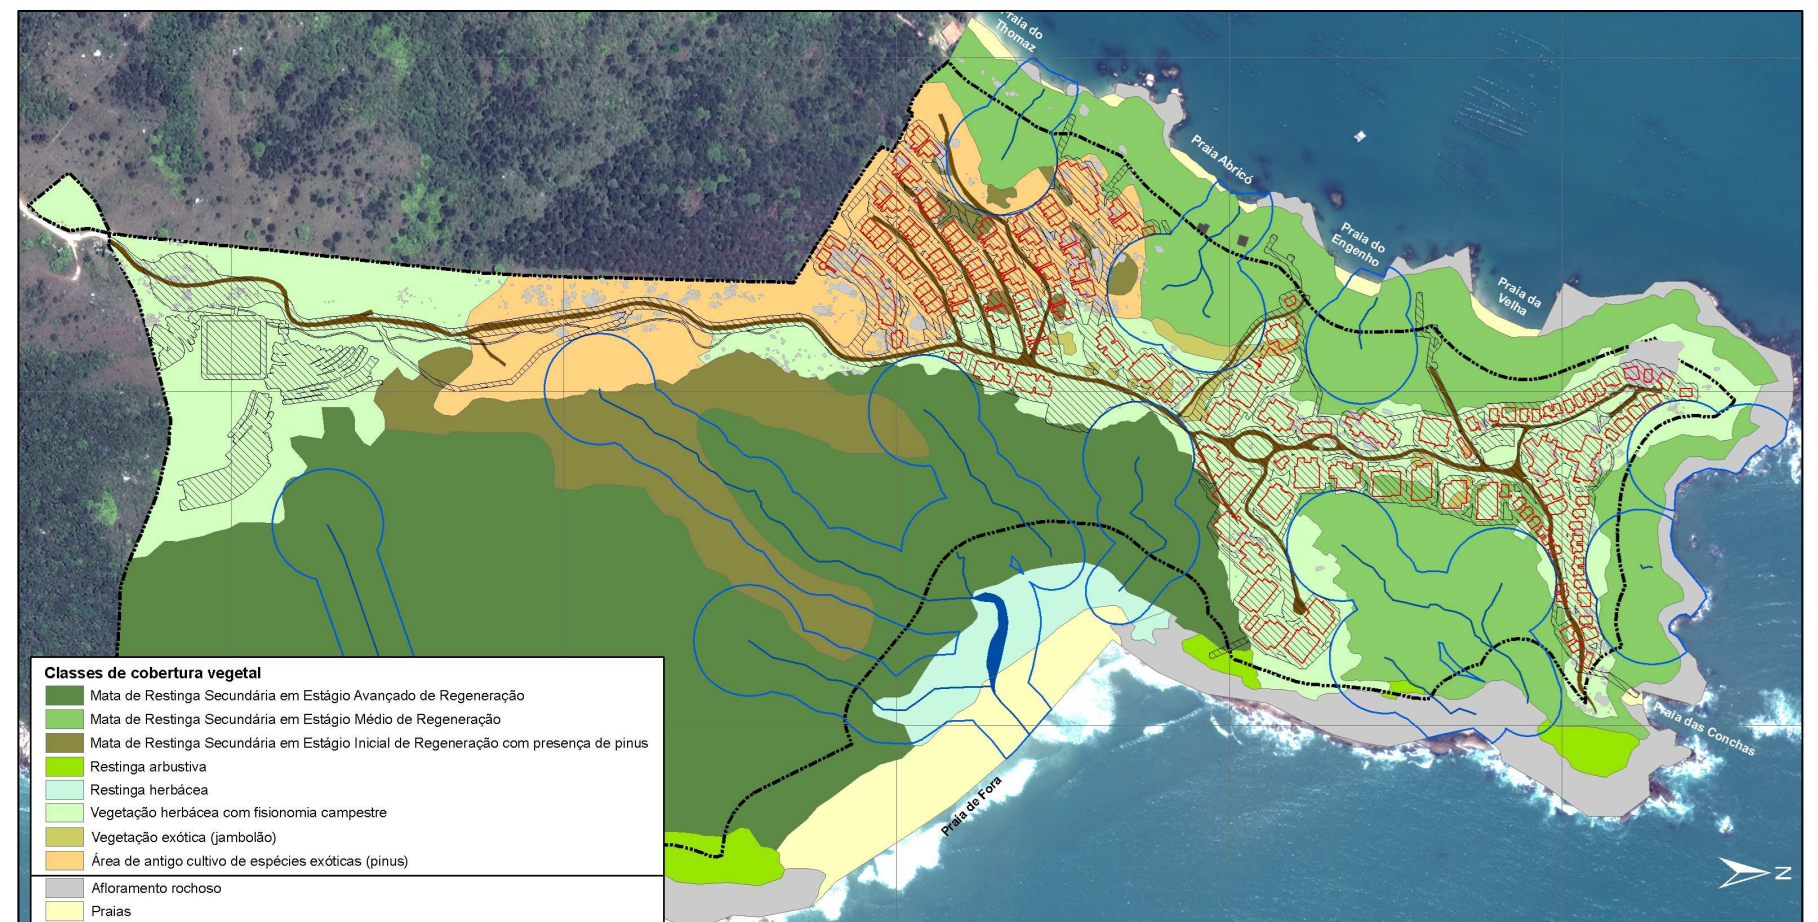 Praia do
Thomaz
Praia Abricó
Praia do
Engenho
Praia da
Velha
Praia das Conchas
Praia de Fora
N
Classes de cobertura vegetal
Mata de Restinga Secundária em Estágio Avançado de Regeneração
Mata de Restinga Secundária em Estágio Médio de Regeneração
Mata de Restinga Secundária em Estágio Inicial de Regeneração com presença de pinus
Restinga arbustiva
Restinga herbácea
Vegetação herbácea com fisionomia campestre
Vegetação exótica (jambolão)
Área de antigo cultivo de espécies exóticas (pinus)
Afloramento rochoso
Praias